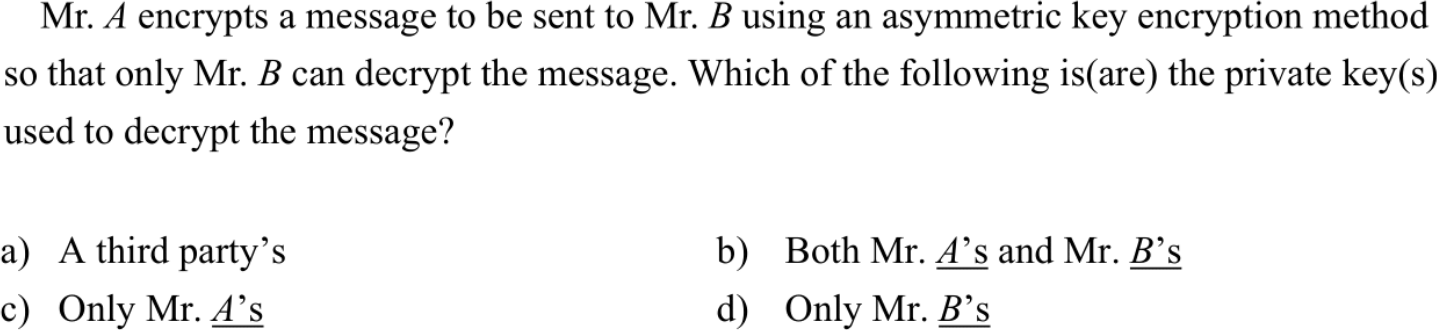 Mr. A encrypts a message to be sent to Mr. B using an asymmetric key encryption method
so that only Mr. B can decrypt the message. Which of the following is(are) the private key(s)
used to decrypt the message?
a) A third party’s b) Both Mr. A’s and Mr. B’s
c) Only Mr. A’s d) Only Mr. B’s